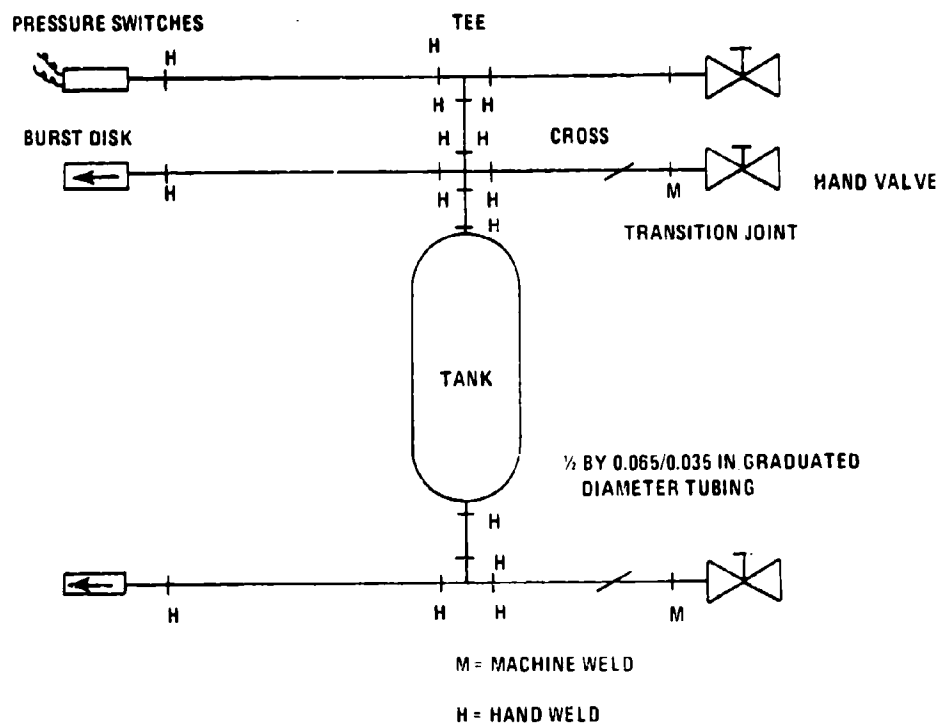 PRESSURE SWITCHES
TEE
H
H
H
H
BURST DISK
H
H
CROSS
H
H
H
M
HAND VALVE
H
TRANSITION JOINT
TANK
½ BY 0.065/0.035 IN. GRADUATED
DIAMETER TUBING
H
H
H
H
H
M
M = MACHINE WELD
H = HAND WELD